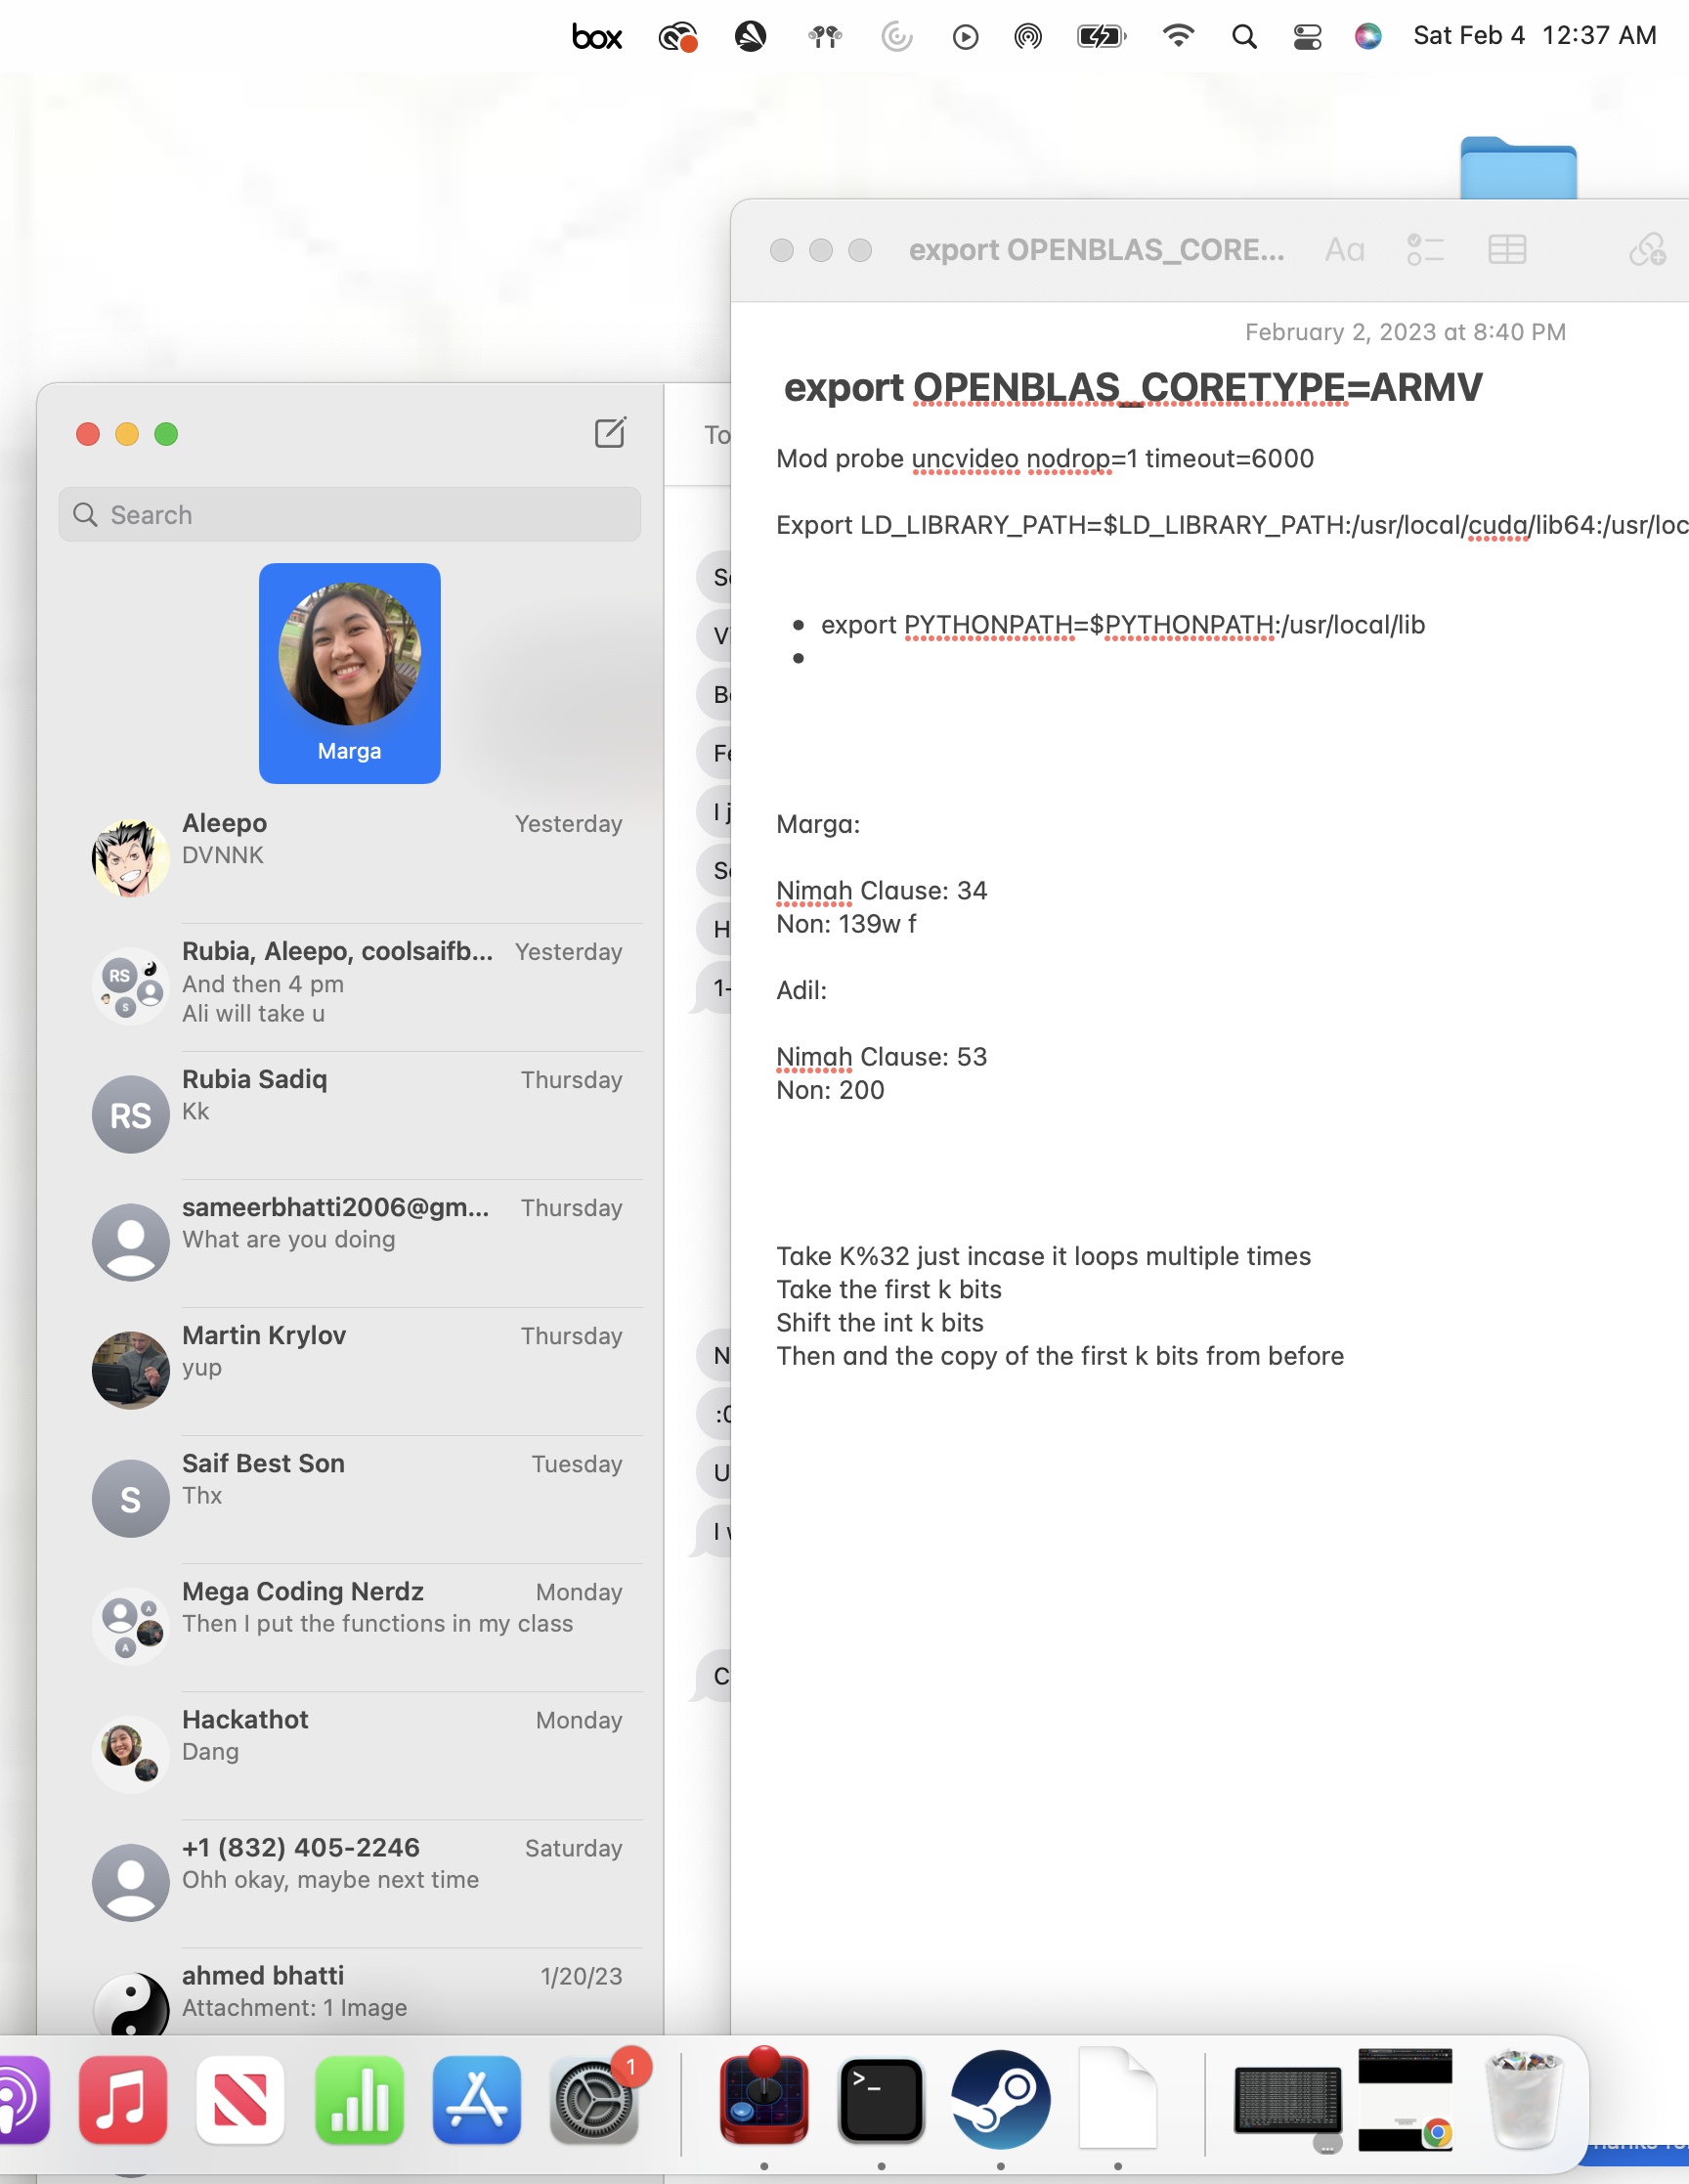 box
Sat Feb 4 12:37 AM
export OPENBLAS_CORE...
Aa
February 2, 2023 at 8:40 PM
export OPENBLAS_CORETYPE=ARMV
Mod probe uncvideo nodrop=1 timeout=6000
Export LD_LIBRARY_PATH=$LD_LIBRARY_PATH:/usr/local/cuda/lib64:/usr/loc
• export PYTHONPATH=$PYTHONPATH:/usr/local/lib
•
Marga:
Nimah Clause: 34
Non: 139w f
Adil:
Nimah Clause: 53
Non: 200
Take K%32 just incase it loops multiple times
Take the first k bits
Shift the int k bits
Then and the copy of the first k bits from before
Search
Marga
Aleepo Yesterday
DVNNK
Rubia, Aleepo, coolsaifb... Yesterday
And then 4 pm
Ali will take u
RS
S
Rubia Sadiq Thursday
Kk
RS
sameerbhatti2006@gm... Thursday
What are you doing
Martin Krylov Thursday
yup
Saif Best Son Tuesday
Thx
S
Mega Coding Nerdz Monday
Then I put the functions in my class
A
A
Hackathot Monday
Dang
+1 (832) 405-2246 Saturday
Ohh okay, maybe next time
ahmed bhatti 1/20/23
Attachment: 1 Image
To
V
H
1-
N
U
I
C
1
>_